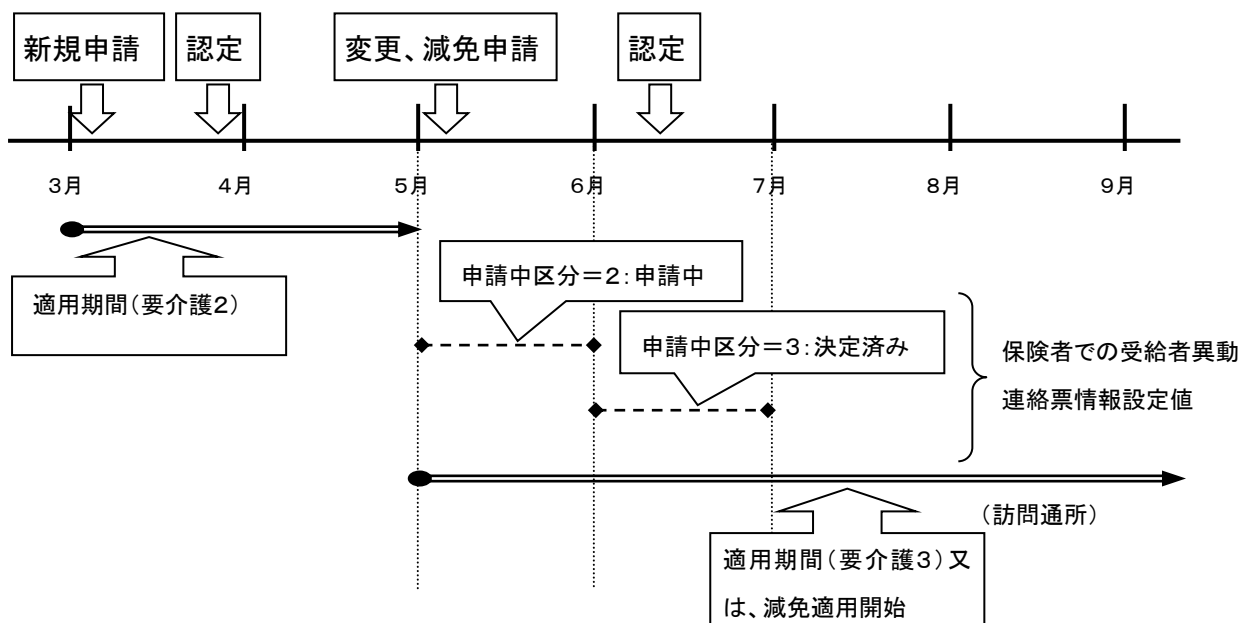 新規申請
認定
変更、減免申請
認定
3月
4月
5月
6月
7月
8月
9月
適用期間(要介護2)
申請中区分=2:申請中
申請中区分=3:決定済み
保険者での受給者異動
連絡票情報設定値
(訪問通所)
適用期間(要介護3)又
は、減免適用開始